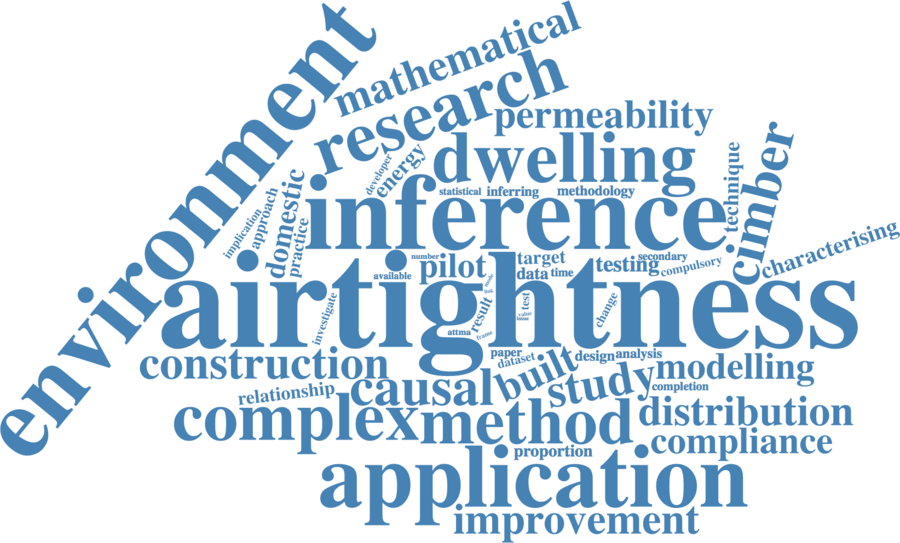 environment
mathematical
research
permeability
dwelling
developer
energy
statistical
inferring
methodology
technique
cimber
domestic
approach
implication
practice
inference
characterising
number
available
pilot
target
data
time
testing
secondary
compulsory
airtightness
investigate
result
test
value
change
attma
frame
paper
dataset
design
analysis
construction
built
modelling
relationship
causal
study
completion
complex
method
distribution
compliance
proportion
application
improvement